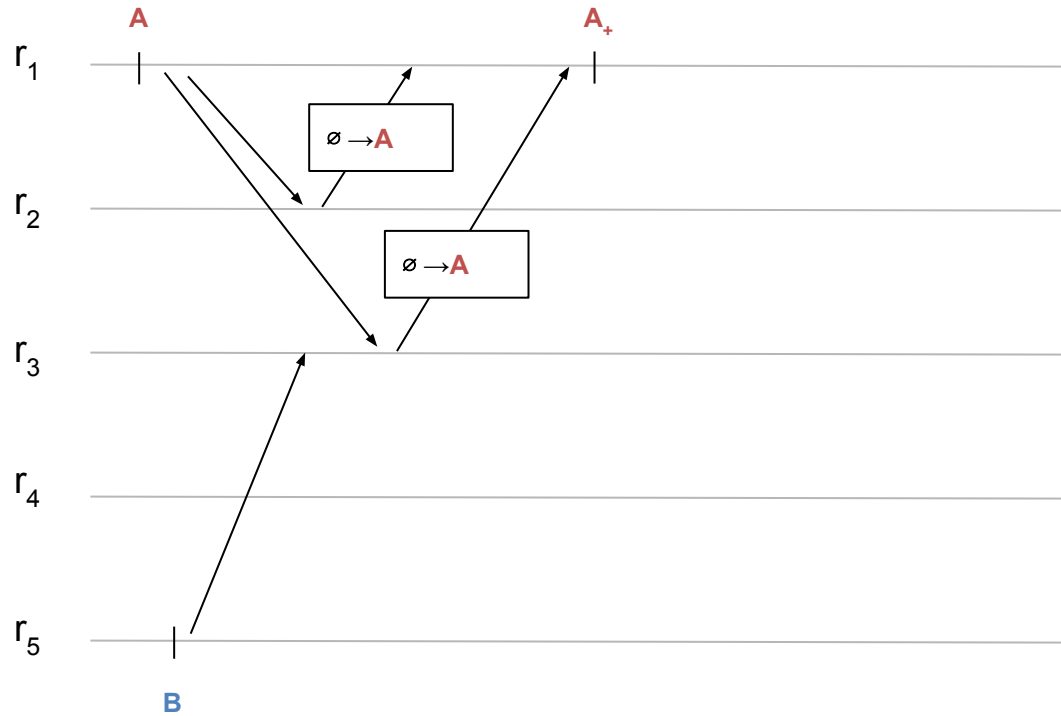 A
A₊
r₁
∅ →A
r₂
∅ →A
r₃
r₄
r₅
B